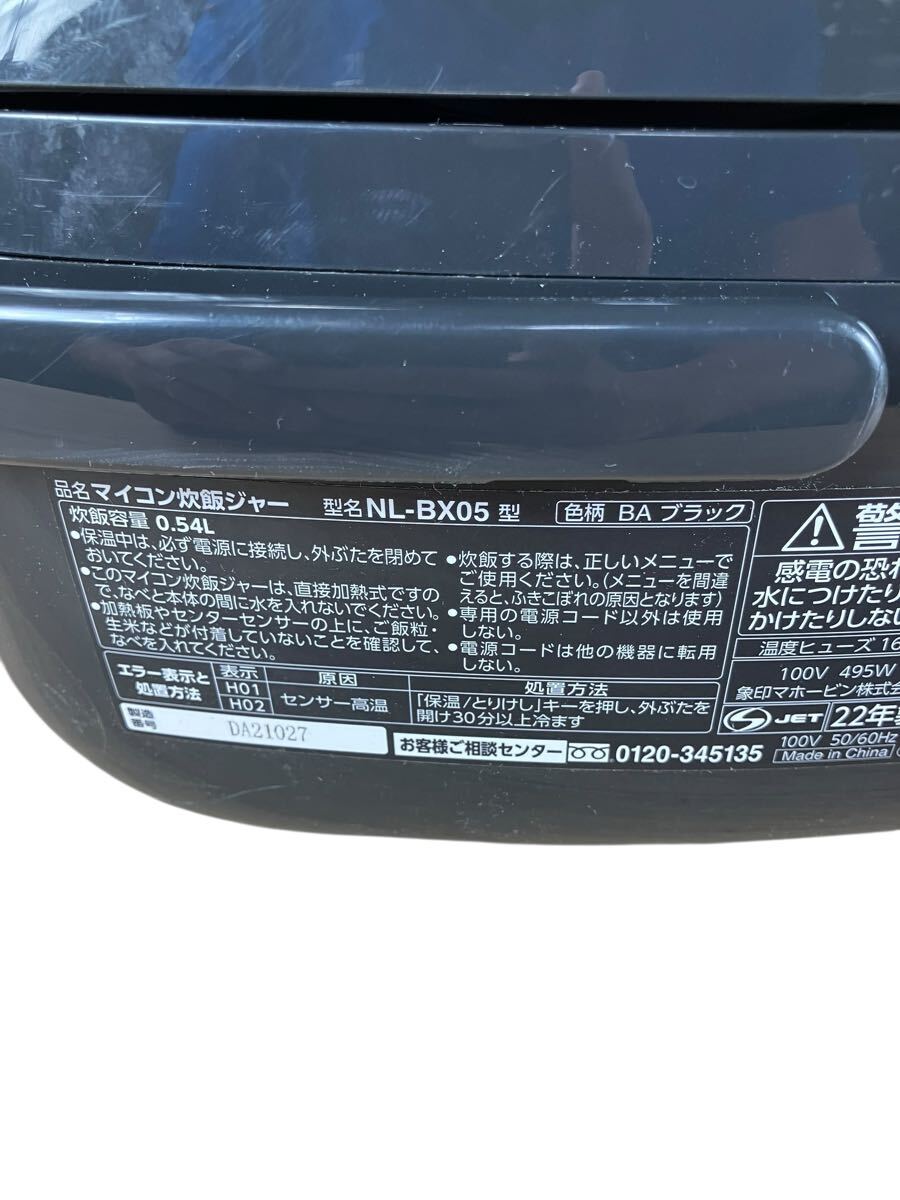 品名 マイコン炊飯ジャー 型名 NL-BX05 型 色柄 BA ブラック
炊飯容量 0.54L
•保温中は、必ず電源に接続し、外ぶたを閉めて
おいてください。
•このマイコン炊飯ジャーは、直接加熱式ですの
で、なべと本体の間に水を入れないでください。
•加熱板やセンターセンサーの上に、ご飯粒・
生米などが付着していないことを確認して、
なべを入れてください。
•炊飯する際は、正しいメニューで
ご使用ください。(メニューを間違
えると、ふきこぼれの原因となります)
•専用の電源コード以外は使用
しない。
•電源コードは他の機器に転用
しない。
エラー表示と
処置方法
表示 原因 処置方法
H01
H02
センサー高温
「保温/とりけし」キーを押し、外ぶたを
開け30分以上冷ます
製造
番号
DA21027
お客様ご相談センター 0120-345135
警
感電の恐れ
水につけたり
かけたりしない
温度ヒューズ 16
100V 495W
象印マホービン株式会
S JET 22年
100V 50/60Hz
Made in China